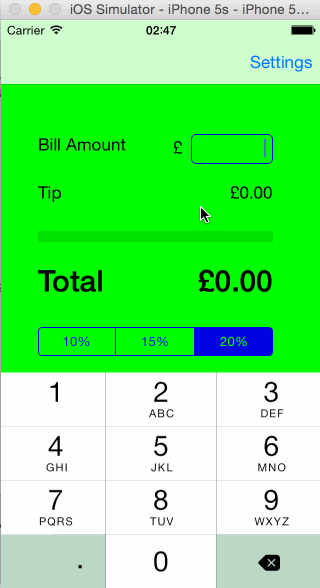 iOS Simulator - iPhone 5s - iPhone 5...
Carrier 02:47
Settings
Bill Amount £
Tip £0.00
Total £0.00
10% 15% 20%
1 2 3
ABC DEF
4 5 6
GHI JKL MNO
7 8 9
PQRS TUV WXYZ
. 0